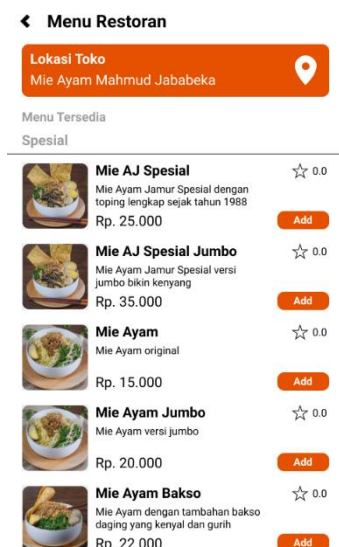 Menu Restoran
Lokasi Toko
Mie Ayam Mahmud Jababeka
Menu Tersedia
Spesial
Mie AJ Spesial
0.0
Mie Ayam Jamur Spesial dengan
toping lengkap sejak tahun 1988
Rp. 25.000
Add
Mie AJ Spesial Jumbo
0.0
Mie Ayam Jamur Spesial versi
jumbo bikin kenyang
Rp. 35.000
Add
Mie Ayam
0.0
Mie Ayam original
Rp. 15.000
Add
Mie Ayam Jumbo
0.0
Mie Ayam versi jumbo
Rp. 20.000
Add
Mie Ayam Bakso
0.0
Mie Ayam dengan tambahan bakso
daging yang kenyal dan gurih
Rp. 22.000
Add